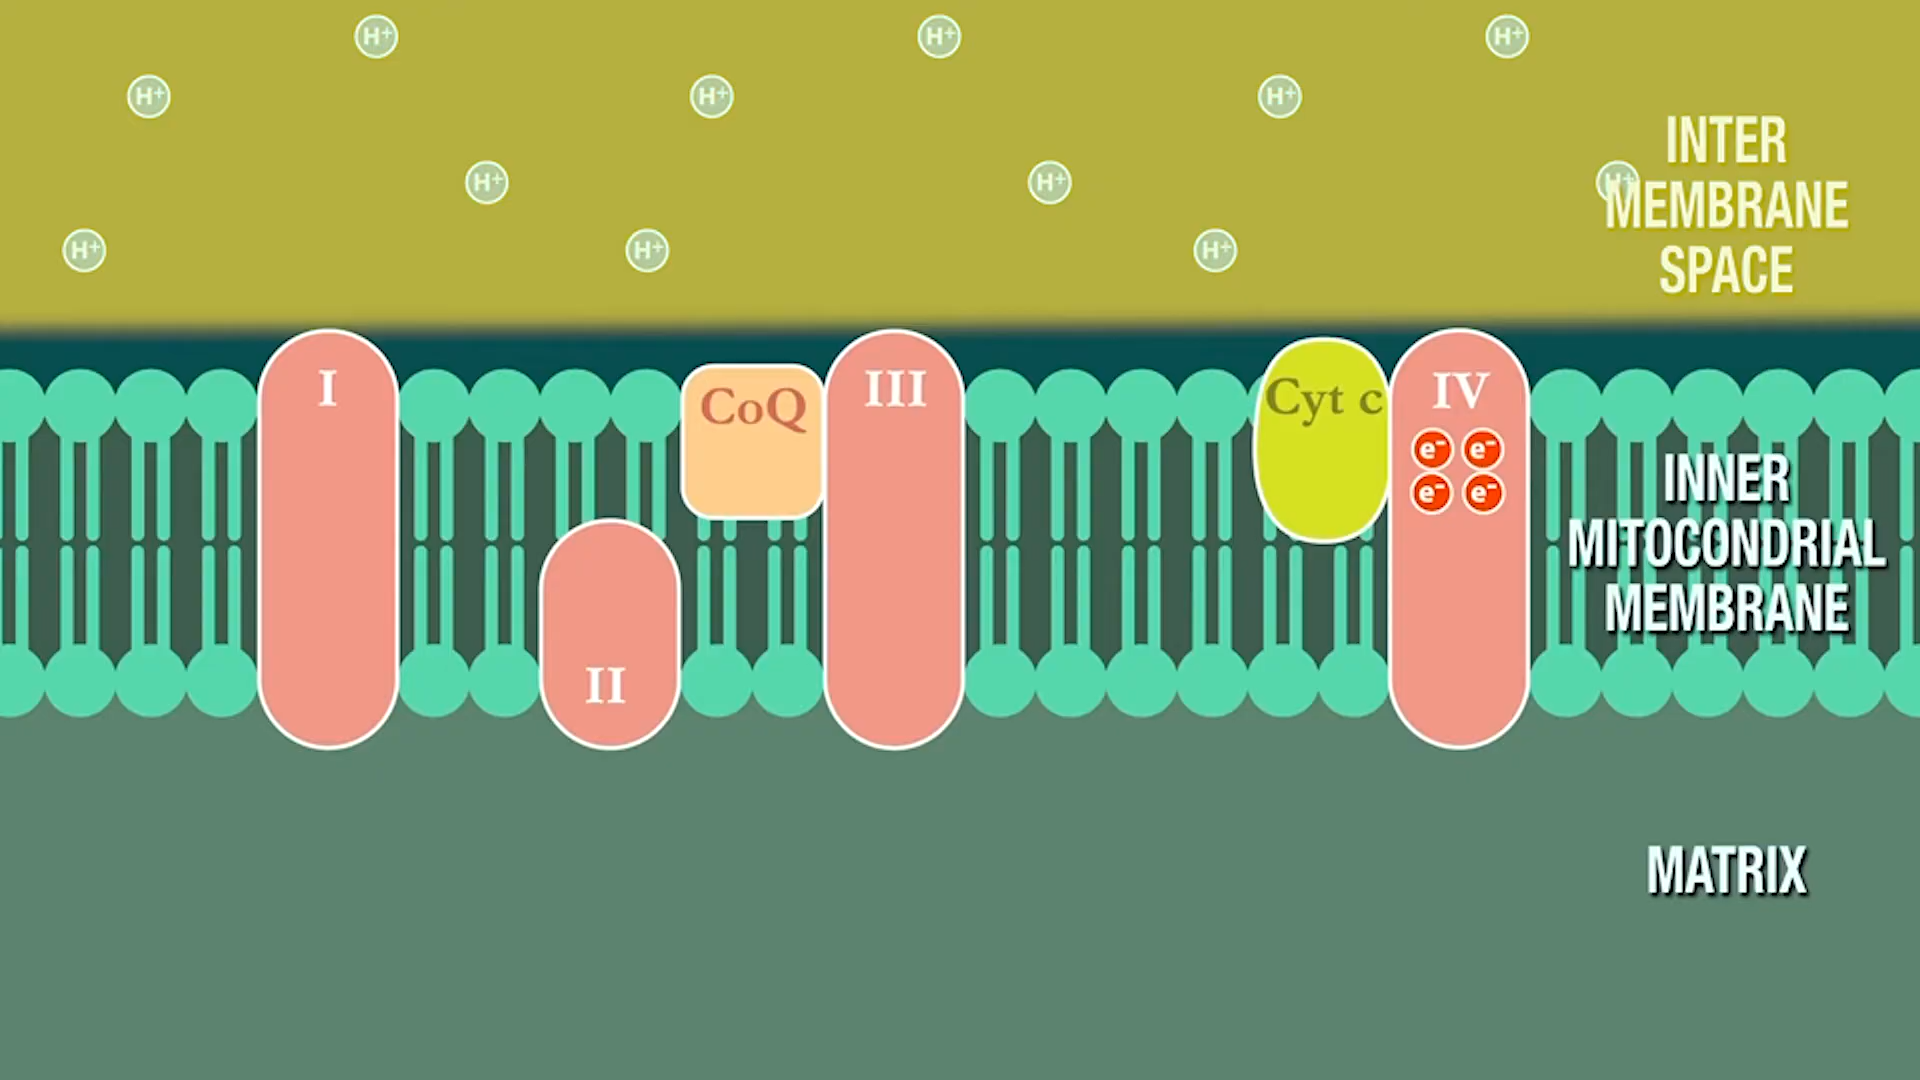 H⁺
H⁺
H⁺
H⁺
H⁺
H⁺
H⁺
H⁺
H⁺
H⁺
H⁺
H⁺
INTER
MEMBRANE
SPACE
I
II
CoQ
III
Cyt c
IV
e⁻ e⁻
e⁻ e⁻
INNER
MITOCONDRIAL
MEMBRANE
MATRIX